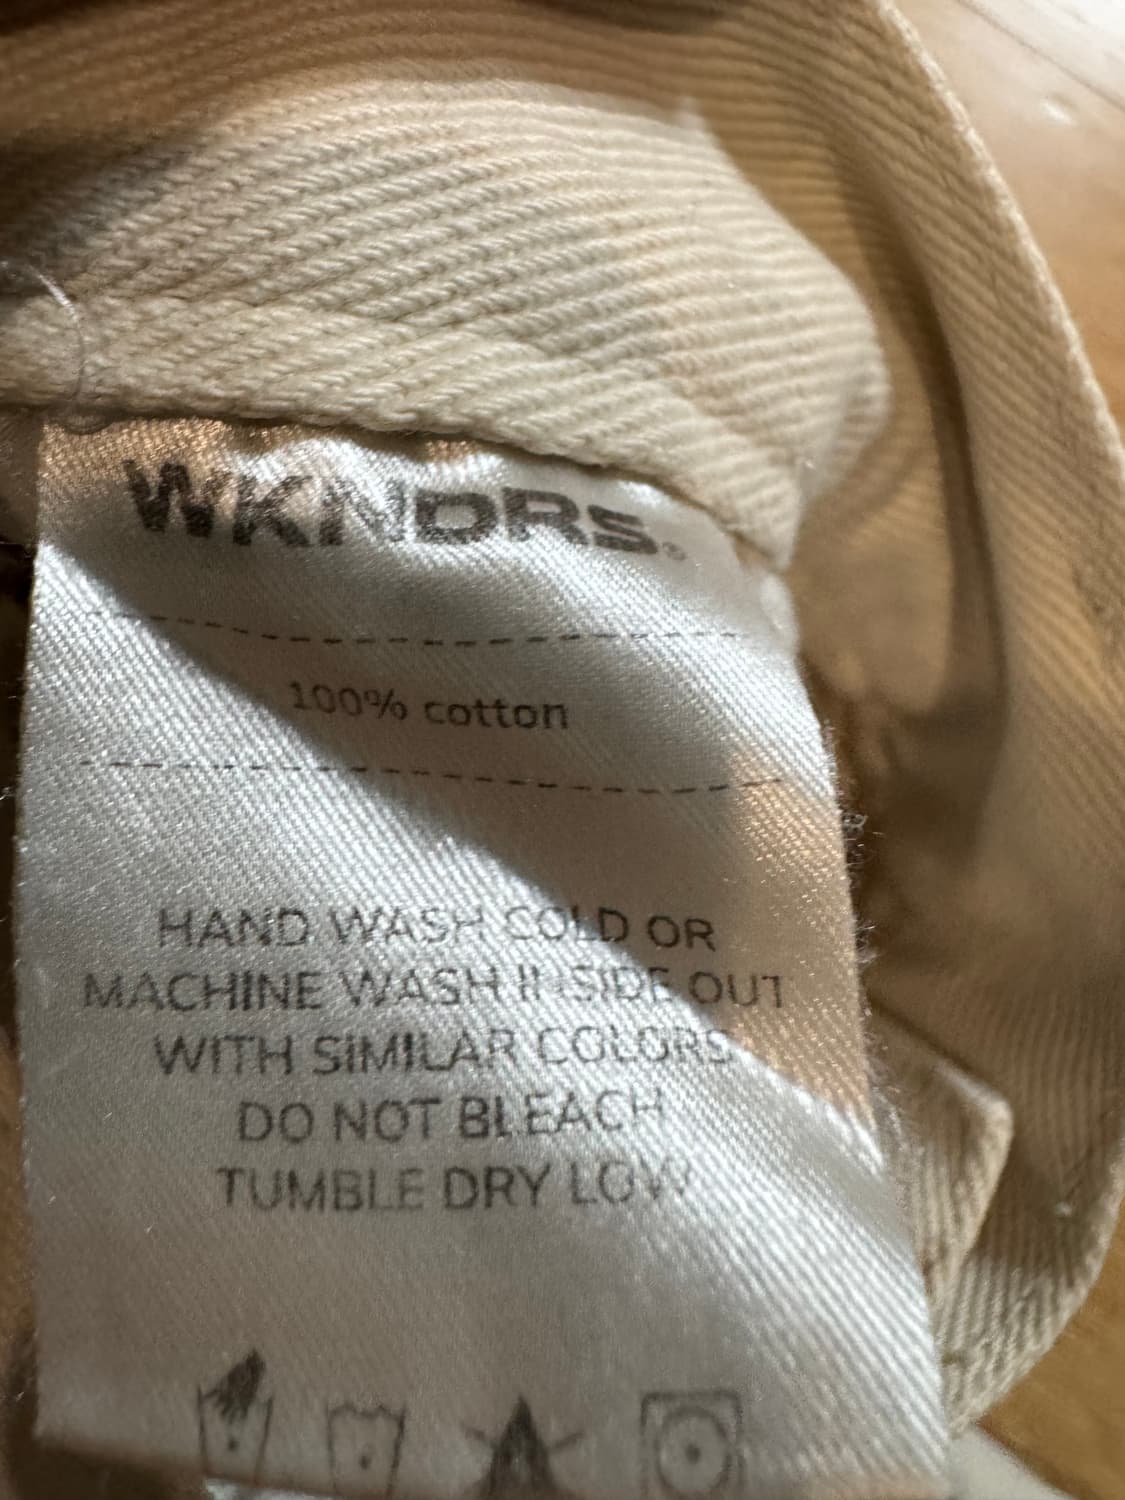 WKNDRS®
100% cotton
HAND WASH COLD OR
MACHINE WASH INSIDE OUT
WITH SIMILAR COLORS
DO NOT BLEACH
TUMBLE DRY LOW